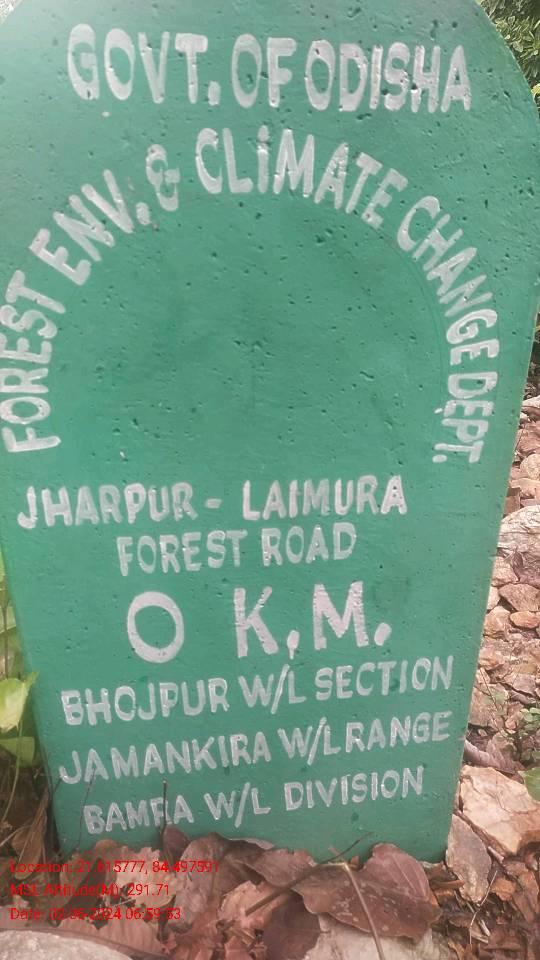 GOVT. OF ODISHA
FOREST ENV. & CLiMATE CHANGE DEPT.
JHARPUR - LAIMURA
FOREST ROAD
0 K.M.
BHOJPUR W/L SECTION
JAMANKIRA W/L RANGE
BAMRA W/L DIVISION
Location: 21.615777, 84.497591
MSL Altitude(M): 291.71